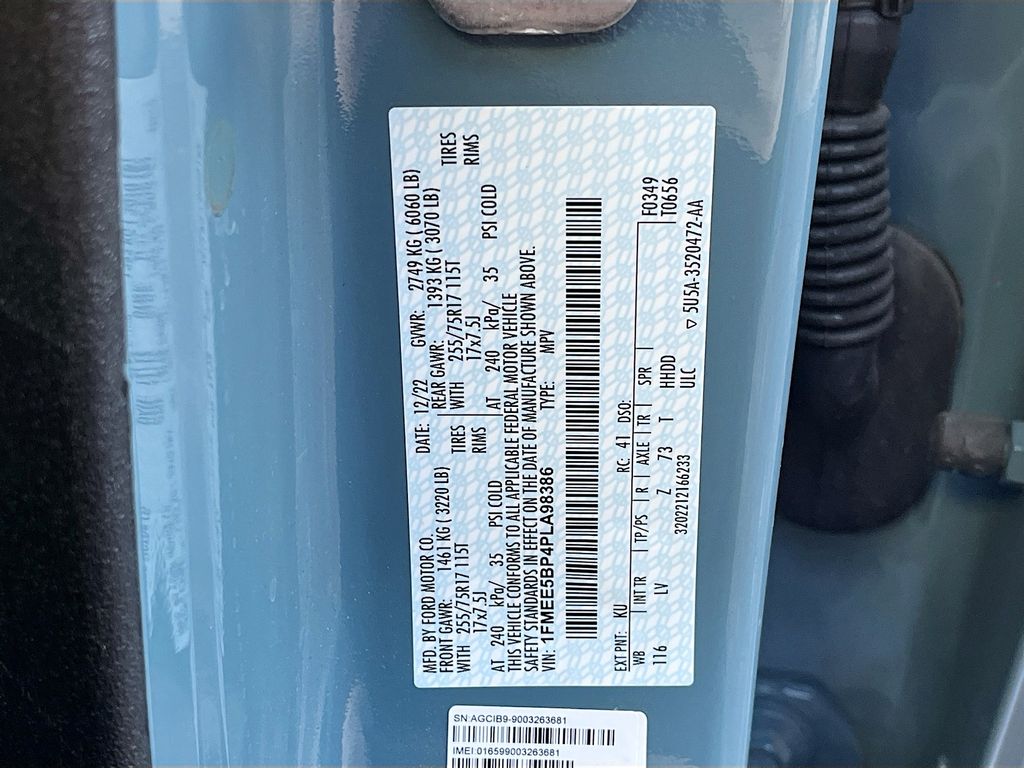 MFD. BY FORD MOTOR CO. DATE: 12/22 GWR: 2749 KG ( 6060 LB)
FRONT GAWR: 1461 KG ( 3220 LB) REAR GAWR: 1393 KG ( 3070 LB)
WITH 255/75R17 115T TIRES WITH 255/75R17 115T TIRES
17x7.5J RIMS 17x7.5J RIMS
AT 240 kPa/ 35 PSI COLD AT 240 kPa/ 35 PSI COLD
THIS VEHICLE CONFORMS TO ALL APPLICABLE FEDERAL MOTOR VEHICLE
SAFETY STANDARDS IN EFFECT ON THE DATE OF MANUFACTURE SHOWN ABOVE.
VIN: 1FMEE5BP4PLA98386 TYPE: MPV
EXT PNT: KU RC: 41 DSO:
WB INT TR TP/PS R AXLE TR SPR F0349
116 LV Z 73 T HHDD T0656
3202212166233 ULC
▽ 5U5A-3520472-AA
SN:AGCIB9-9003263681
IMEI:016599003263681